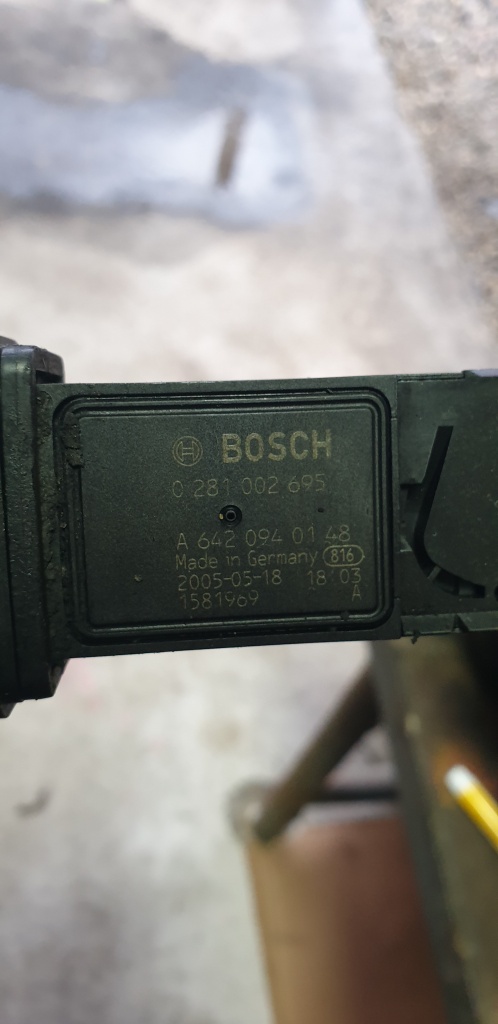 BOSCH
0 281 002 695
A 642 094 01 48
Made in Germany 816
2005-05-18 18:03
1581969 A